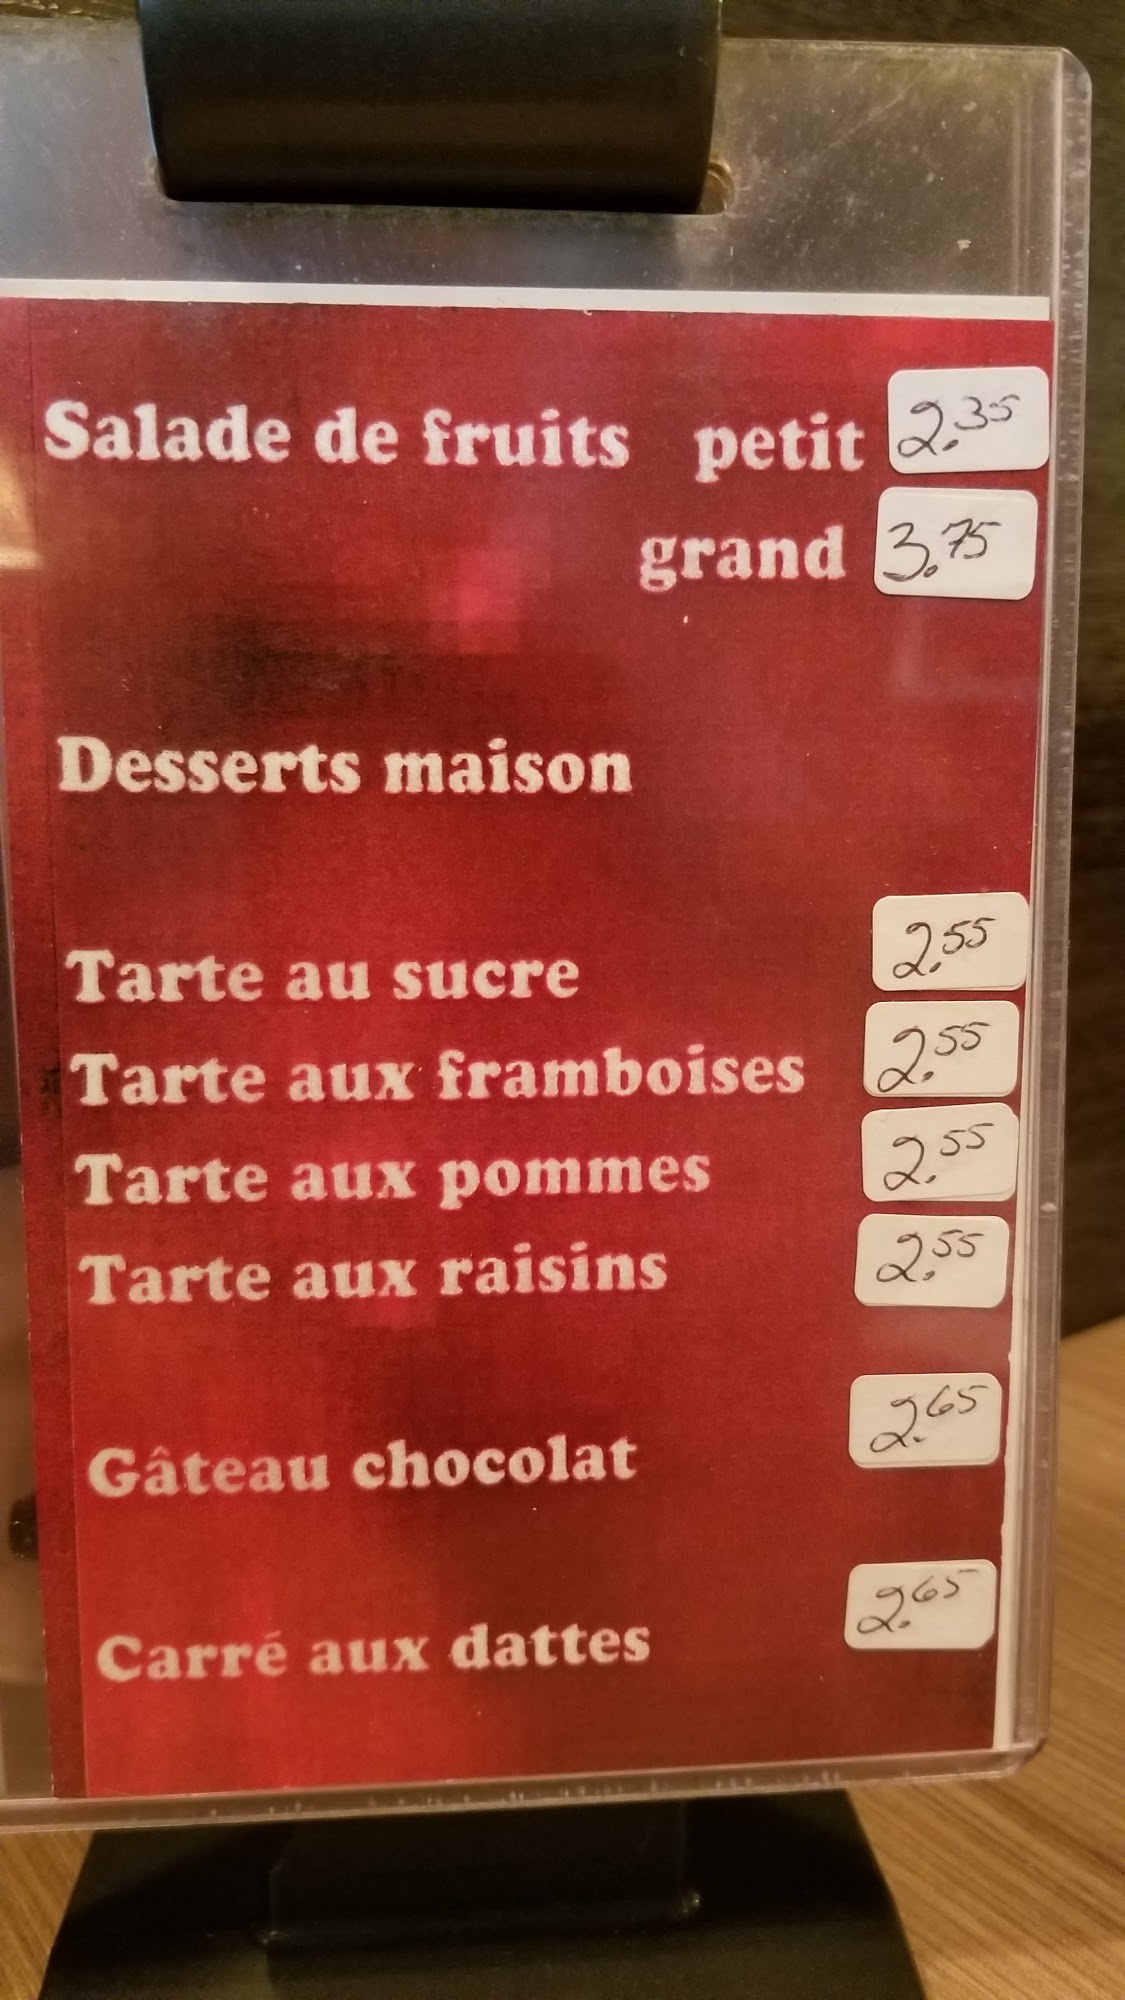 Salade de fruits petit 2.35
grand 3.75
Desserts maison
Tarte au sucre 2.55
Tarte aux framboises 2.55
Tarte aux pommes 2.55
Tarte aux raisins 2.55
Gâteau chocolat 2.65
Carré aux dattes 2.65